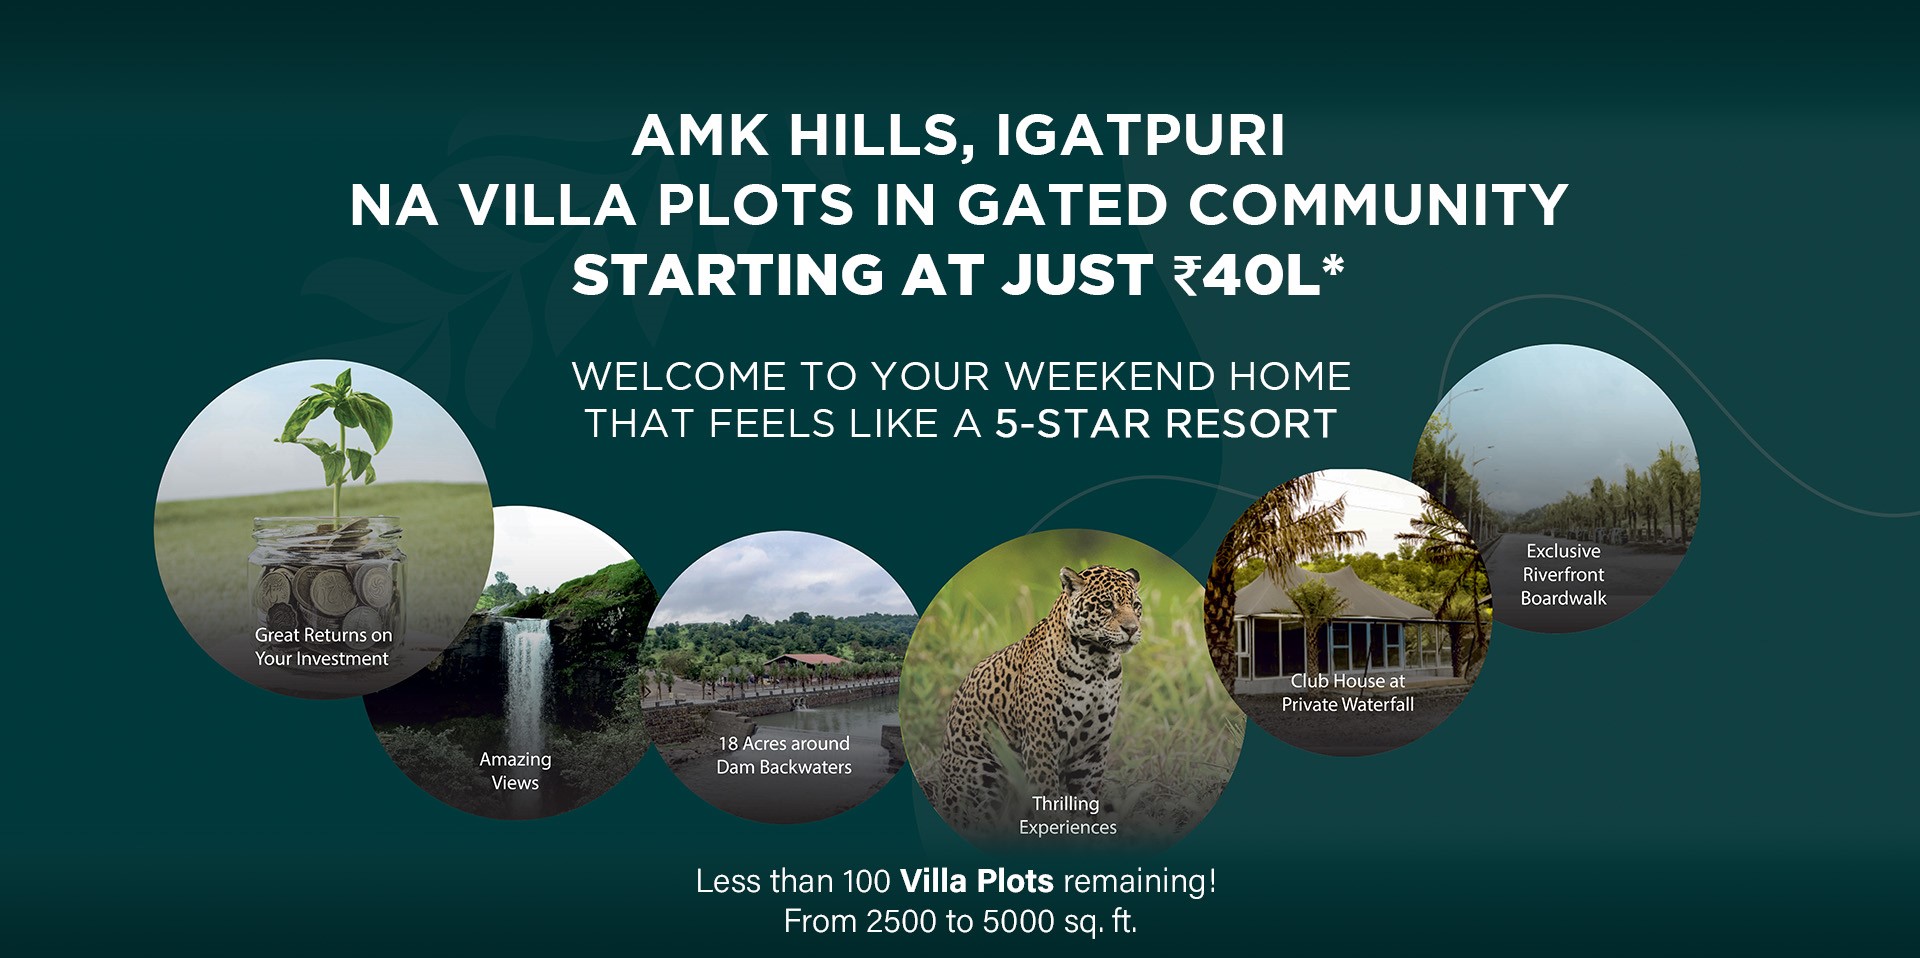 AMK HILLS, IGATPURI
NA VILLA PLOTS IN GATED COMMUNITY
STARTING AT JUST ₹40L*
WELCOME TO YOUR WEEKEND HOME
THAT FEELS LIKE A 5-STAR RESORT
Great Returns on
Your Investment
Amazing
Views
18 Acres around
Dam Backwaters
Thrilling
Experiences
Club House at
Private Waterfall
Exclusive
Riverfront
Boardwalk
Less than 100 Villa Plots remaining!
From 2500 to 5000 sq. ft.